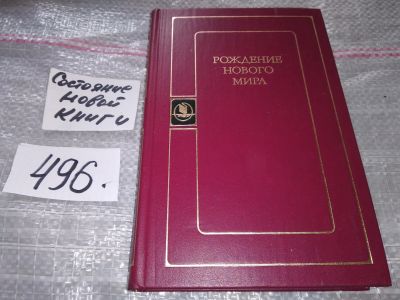 Состояние
новой
книги
496.
РОЖДЕНИЕ
НОВОГО
МИРА